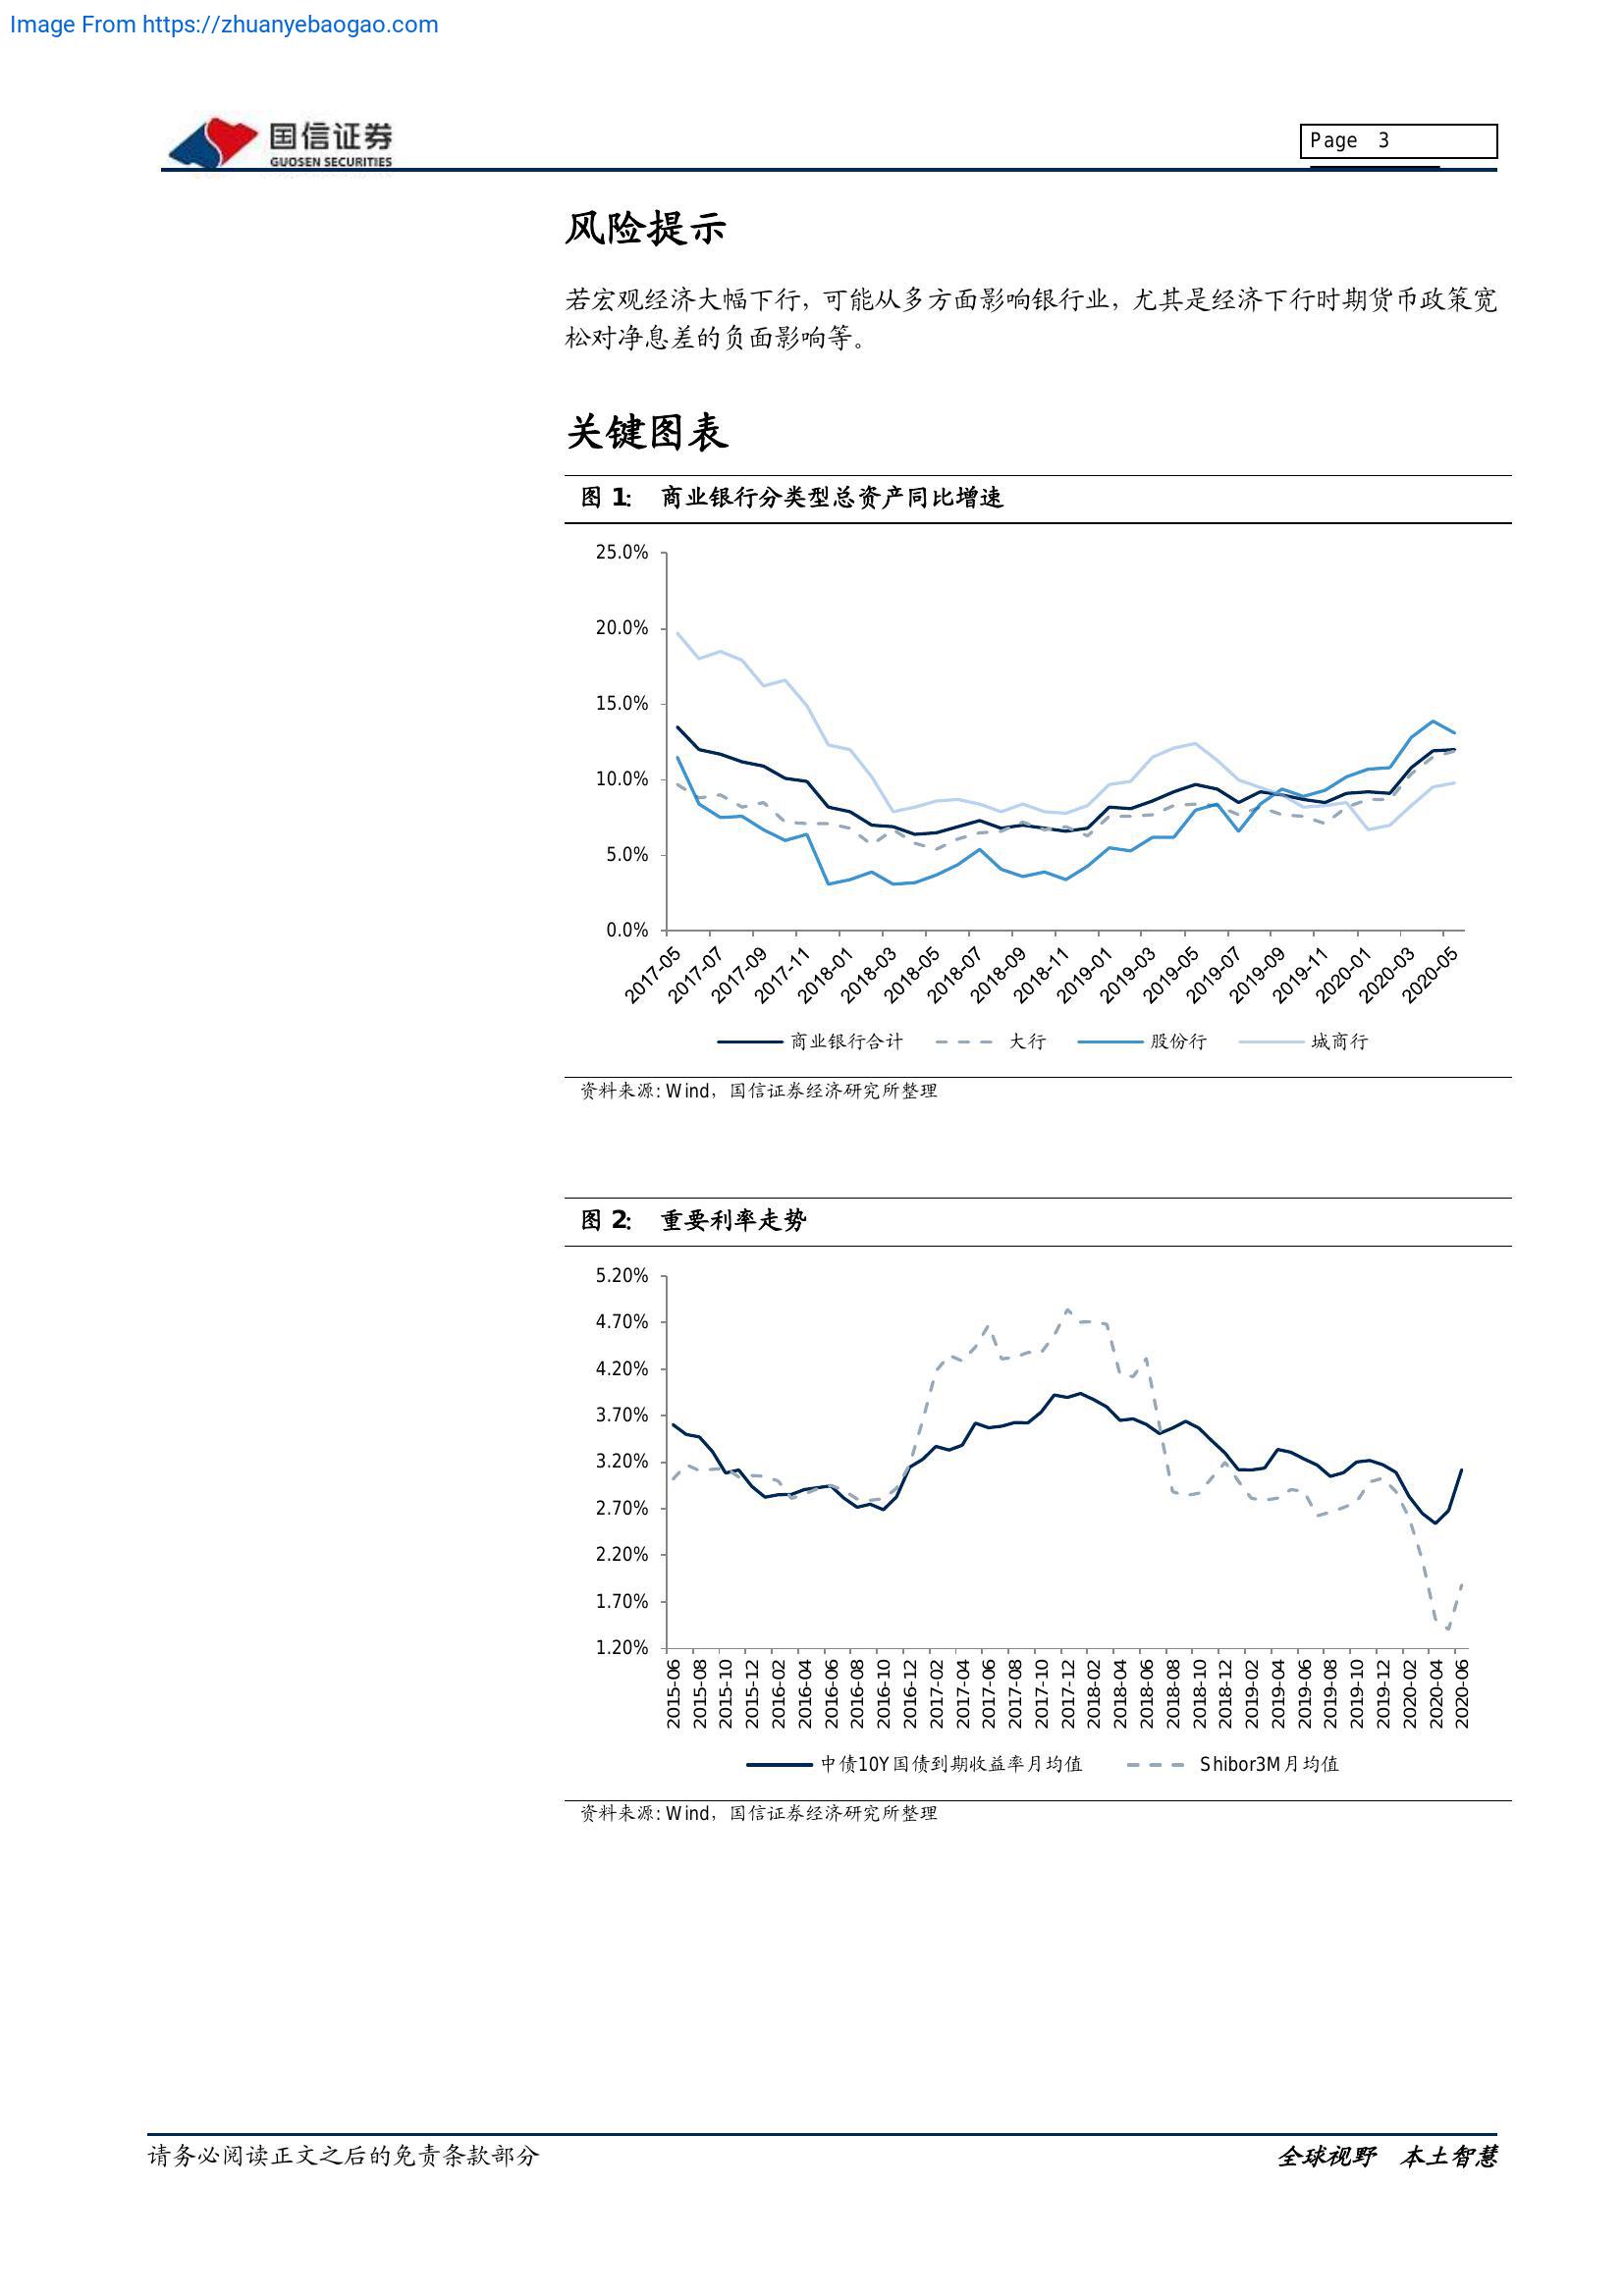 Image From https://zhuanyebaogao.com
国信证券
GUOSEN SECURITIES
Page 3
风险提示
若宏观经济大幅下行，可能从多方面影响银行业，尤其是经济下行时期货币政策宽
松对净息差的负面影响等。
关键图表
图 1： 商业银行分类型总资产同比增速
25.0%
20.0%
15.0%
10.0%
5.0%
0.0%
2017-05 2017-07 2017-09 2017-11 2018-01 2018-03 2018-05 2018-07 2018-09 2018-11 2019-01 2019-03 2019-05 2019-07 2019-09 2019-11 2020-01 2020-03 2020-05
商业银行合计 大行 股份行 城商行
资料来源：Wind，国信证券经济研究所整理
图 2： 重要利率走势
5.20%
4.70%
4.20%
3.70%
3.20%
2.70%
2.20%
1.70%
1.20%
2015-06 2015-08 2015-10 2015-12 2016-02 2016-04 2016-06 2016-08 2016-10 2016-12 2017-02 2017-04 2017-06 2017-08 2017-10 2017-12 2018-02 2018-04 2018-06 2018-08 2018-10 2018-12 2019-02 2019-04 2019-06 2019-08 2019-10 2019-12 2020-02 2020-04 2020-06
中债10Y国债到期收益率月均值 Shibor3M月均值
资料来源：Wind，国信证券经济研究所整理
请务必阅读正文之后的免责条款部分 全球视野 本土智慧